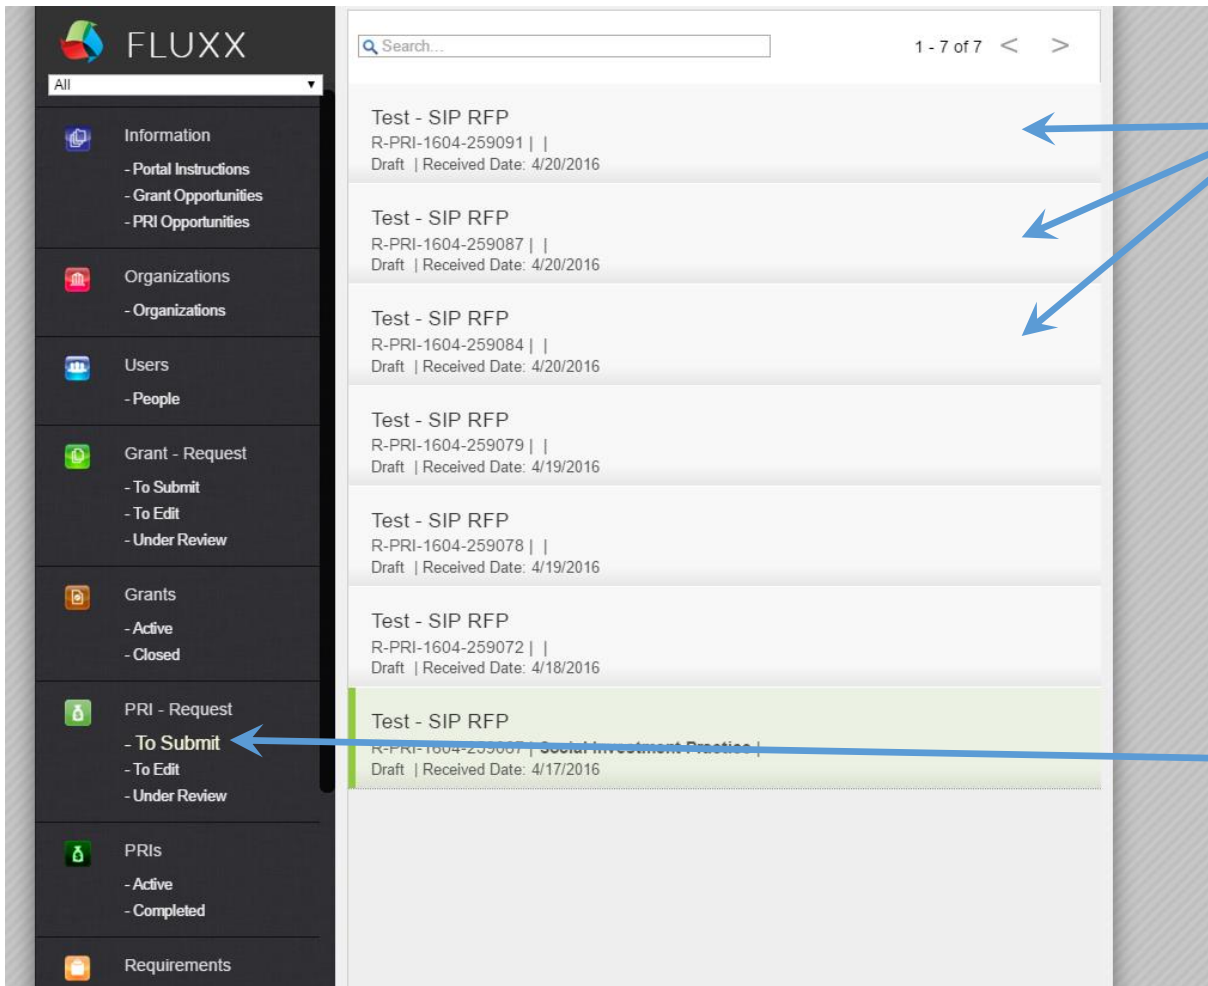 FLUXX
All
Information
- Portal Instructions
- Grant Opportunities
- PRI Opportunities
Organizations
- Organizations
Users
- People
Grant - Request
- To Submit
- To Edit
- Under Review
Grants
- Active
- Closed
PRI - Request
- To Submit
- To Edit
- Under Review
PRIs
- Active
- Completed
Requirements
Search...
1 - 7 of 7 < >
Test - SIP RFP
R-PRI-1604-259091 | |
Draft | Received Date: 4/20/2016
Test - SIP RFP
R-PRI-1604-259087 | |
Draft | Received Date: 4/20/2016
Test - SIP RFP
R-PRI-1604-259084 | |
Draft | Received Date: 4/20/2016
Test - SIP RFP
R-PRI-1604-259079 | |
Draft | Received Date: 4/19/2016
Test - SIP RFP
R-PRI-1604-259078 | |
Draft | Received Date: 4/19/2016
Test - SIP RFP
R-PRI-1604-259072 | |
Draft | Received Date: 4/18/2016
Test - SIP RFP
R-PRI-1604-259067 | Social Investment Practice |
Draft | Received Date: 4/17/2016